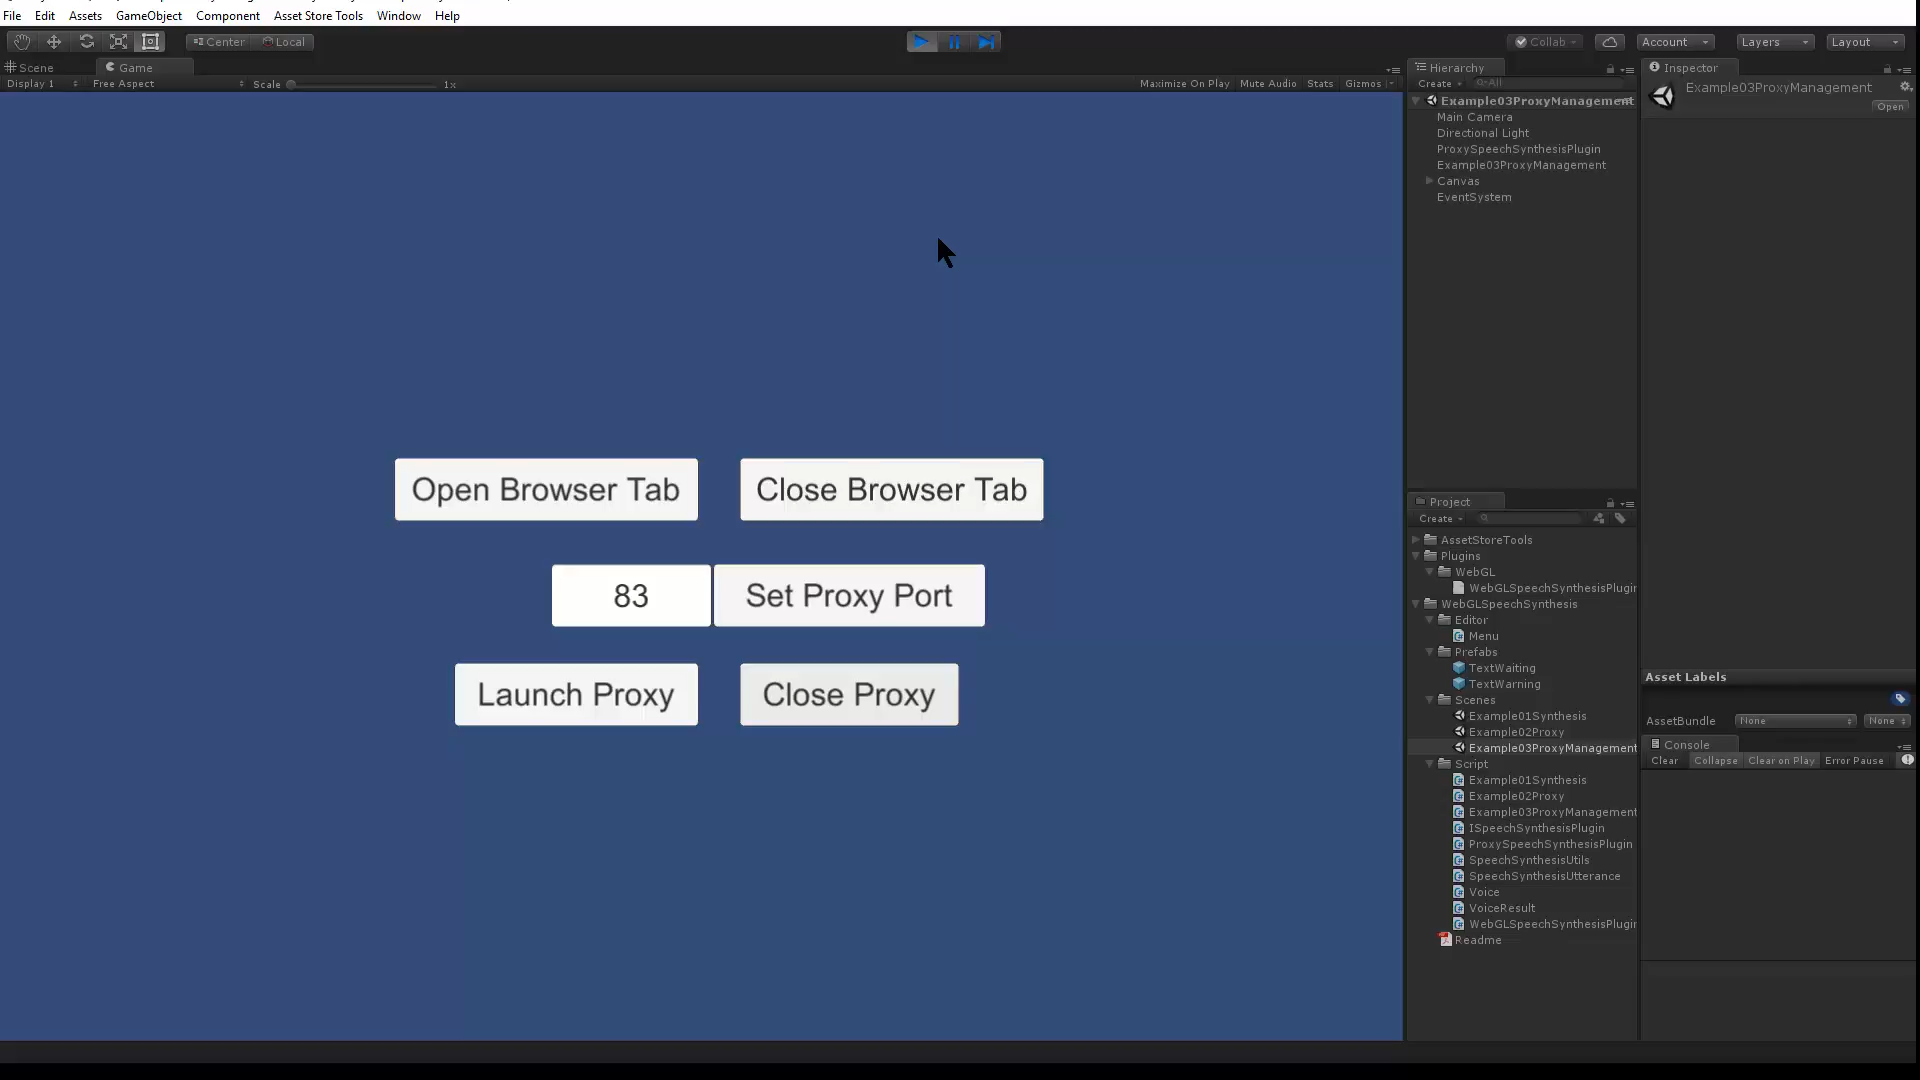 File Edit Assets GameObject Component Asset Store Tools Window Help
Center Local
Collab Account Layers Layout
Scene Game
Display 1 Free Aspect Scale 1x Maximize On Play Mute Audio Stats Gizmos
Open Browser Tab Close Browser Tab
83 Set Proxy Port
Launch Proxy Close Proxy
Hierarchy
Create All
Example03ProxyManagement
Main Camera
Directional Light
ProxySpeechSynthesisPlugin
Example03ProxyManagement
Canvas
EventSystem
Project
Create
AssetStoreTools
Plugins
WebGL
WebGLSpeechSynthesisPlugin
WebGLSpeechSynthesis
Editor
Menu
Prefabs
TextWaiting
TextWarning
Scenes
Example01Synthesis
Example02Proxy
Example03ProxyManagement
Script
Example01Synthesis
Example02Proxy
Example03ProxyManagement
ISpeechSynthesisPlugin
ProxySpeechSynthesisPlugin
SpeechSynthesisUtils
SpeechSynthesisUtterance
Voice
VoiceResult
WebGLSpeechSynthesisPlugin
Readme
Inspector
Example03ProxyManagement
Open
Asset Labels
AssetBundle None None
Console
Clear Collapse Clear on Play Error Pause